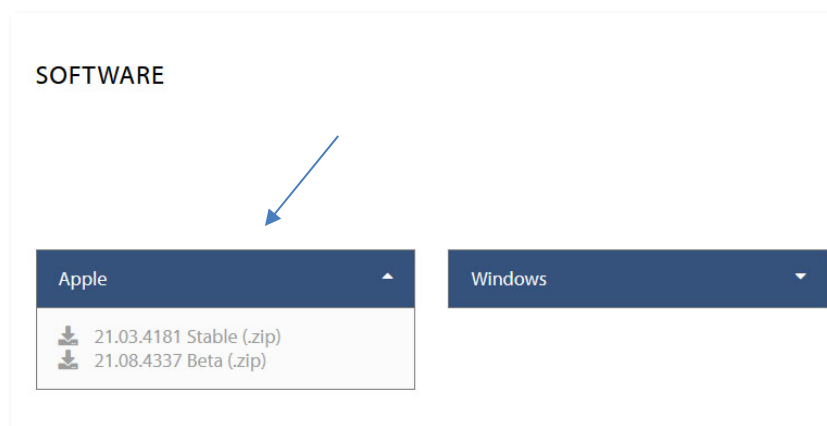 SOFTWARE
Apple
Windows
21.03.4181 Stable (.zip)
21.08.4337 Beta (.zip)